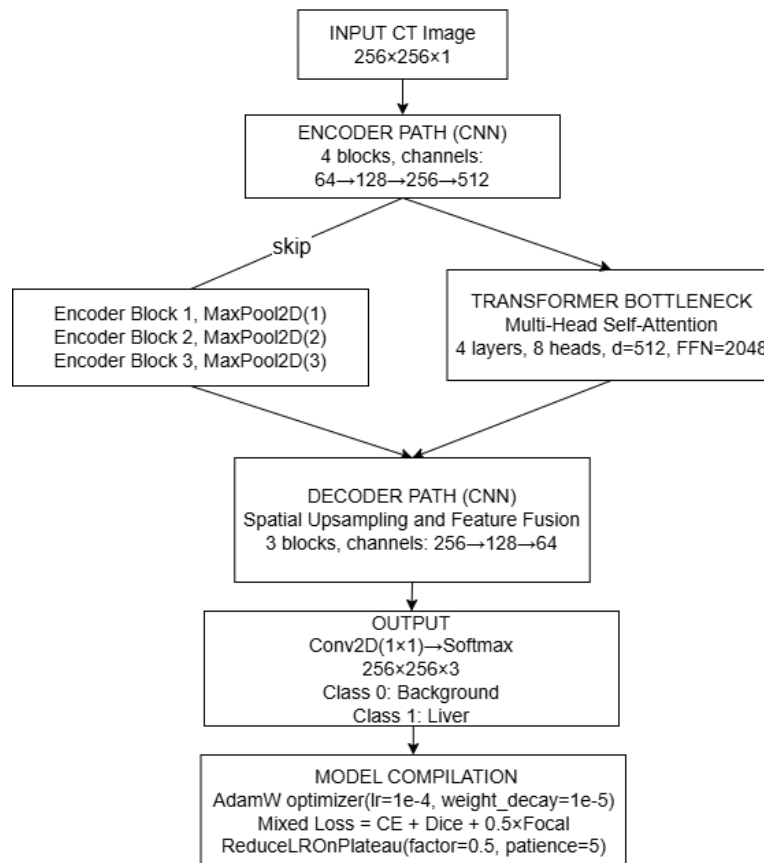 INPUT CT Image
256×256×1
ENCODER PATH (CNN)
4 blocks, channels:
64→128→256→512
skip
Encoder Block 1, MaxPool2D(1)
Encoder Block 2, MaxPool2D(2)
Encoder Block 3, MaxPool2D(3)
TRANSFORMER BOTTLENECK
Multi-Head Self-Attention
4 layers, 8 heads, d=512, FFN=2048
DECODER PATH (CNN)
Spatial Upsampling and Feature Fusion
3 blocks, channels: 256→128→64
OUTPUT
Conv2D(1×1)→Softmax
256×256×3
Class 0: Background
Class 1: Liver
MODEL COMPILATION
AdamW optimizer(lr=1e-4, weight_decay=1e-5)
Mixed Loss = CE + Dice + 0.5×Focal
ReduceLROnPlateau(factor=0.5, patience=5)